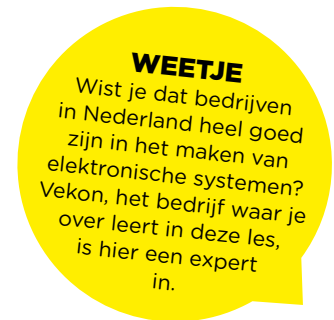 WEETJE
Wist je dat bedrijven
in Nederland heel goed
zijn in het maken van
elektronische systemen?
Vekon, het bedrijf waar je
over leert in deze les,
is hier een expert
in.